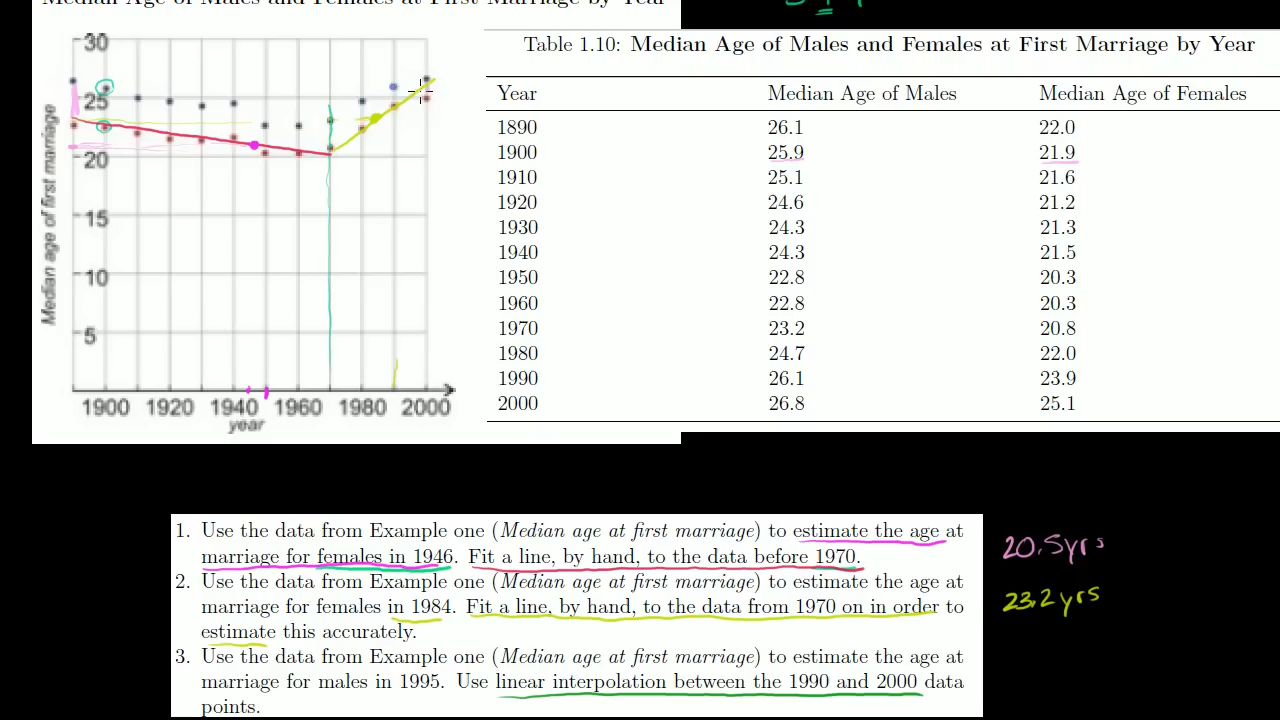 Median Age of Males and Females at First Marriage by Year
30
25
20
15
10
5
Median age of first marriage
1900 1920 1940 1960 1980 2000
year
Table 1.10: Median Age of Males and Females at First Marriage by Year
Year Median Age of Males Median Age of Females
1890 26.1 22.0
1900 25.9 21.9
1910 25.1 21.6
1920 24.6 21.2
1930 24.3 21.3
1940 24.3 21.5
1950 22.8 20.3
1960 22.8 20.3
1970 23.2 20.8
1980 24.7 22.0
1990 26.1 23.9
2000 26.8 25.1
1. Use the data from Example one (Median age at first marriage) to estimate the age at
marriage for females in 1946. Fit a line, by hand, to the data before 1970.
2. Use the data from Example one (Median age at first marriage) to estimate the age at
marriage for females in 1984. Fit a line, by hand, to the data from 1970 on in order to
estimate this accurately.
3. Use the data from Example one (Median age at first marriage) to estimate the age at
marriage for males in 1995. Use linear interpolation between the 1990 and 2000 data
points.
20.5yrs
23.2yrs